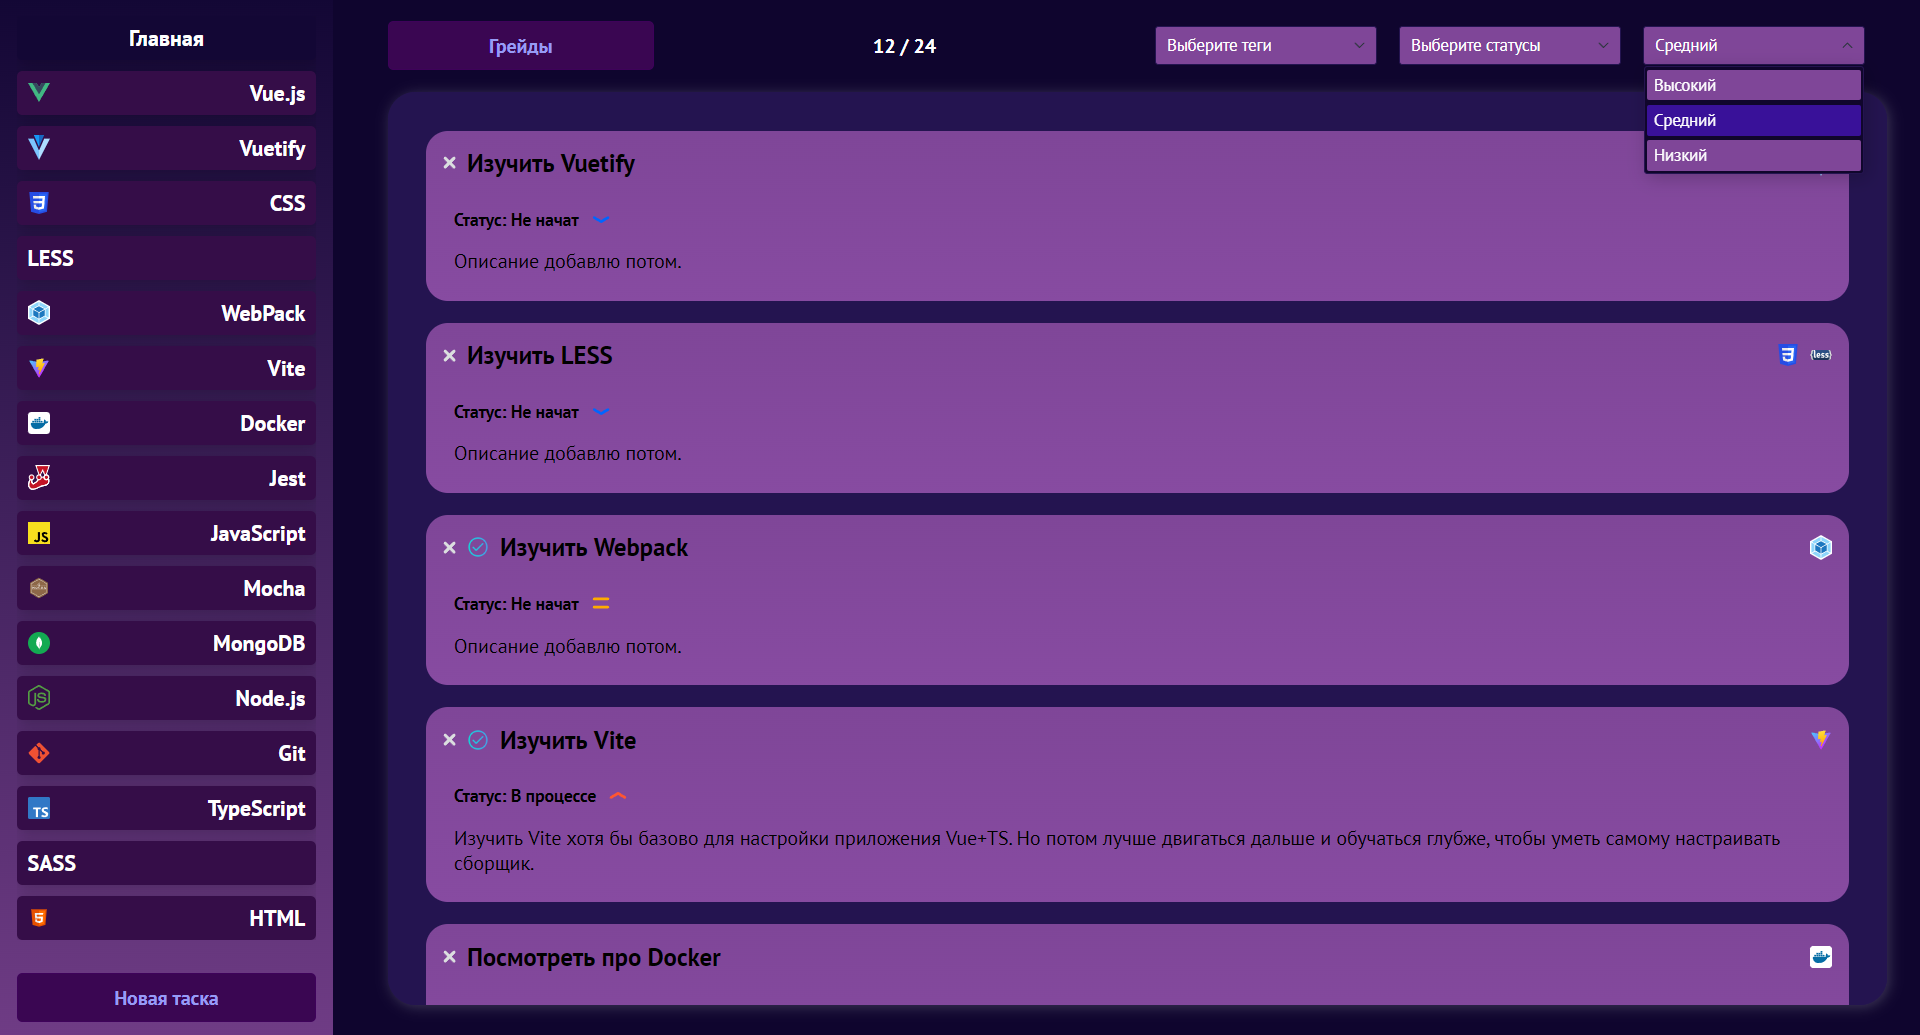 Главная
Vue.js
Vuetify
CSS
LESS
WebPack
Vite
Docker
Jest
JS
JavaScript
Mocha
MongoDB
JS
Node.js
Git
TS
TypeScript
SASS
5
HTML
Новая таска
Грейды
12 / 24
Выберите теги
Выберите статусы
Средний
Высокий
Средний
Низкий
Изучить Vuetify
Статус: Не начат
Описание добавлю потом.
Изучить LESS
{less}
Статус: Не начат
Описание добавлю потом.
Изучить Webpack
Статус: Не начат
Описание добавлю потом.
Изучить Vite
Статус: В процессе
Изучить Vite хотя бы базово для настройки приложения Vue+TS. Но потом лучше двигаться дальше и обучаться глубже, чтобы уметь самому настраивать
сборщик.
Посмотреть про Docker